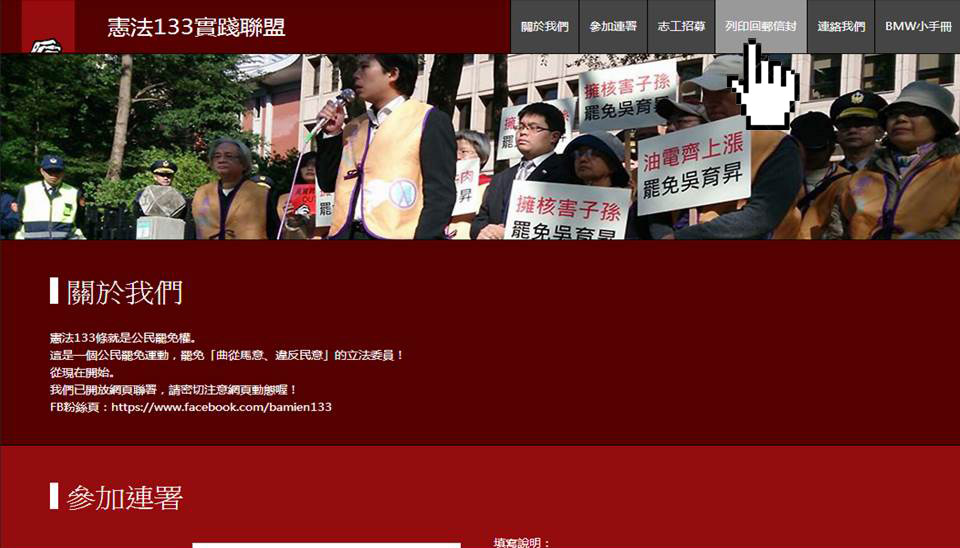 憲法133實踐聯盟
關於我們
參加連署
志工招募
列印回郵信封
連絡我們
BMW小手冊
擁核害子孫
罷免吳育昇
油電齊上漲
罷免吳育昇
擁核害子孫
罷免吳育昇
罷
昇
關於我們
憲法133條就是公民罷免權。
這是一個公民罷免運動，罷免「曲從馬意、違反民意」的立法委員！
從現在開始。
我們已開放網頁聯署，請密切注意網頁動態喔！
FB粉絲頁：https://www.facebook.com/bamien133
參加連署
填寫說明：